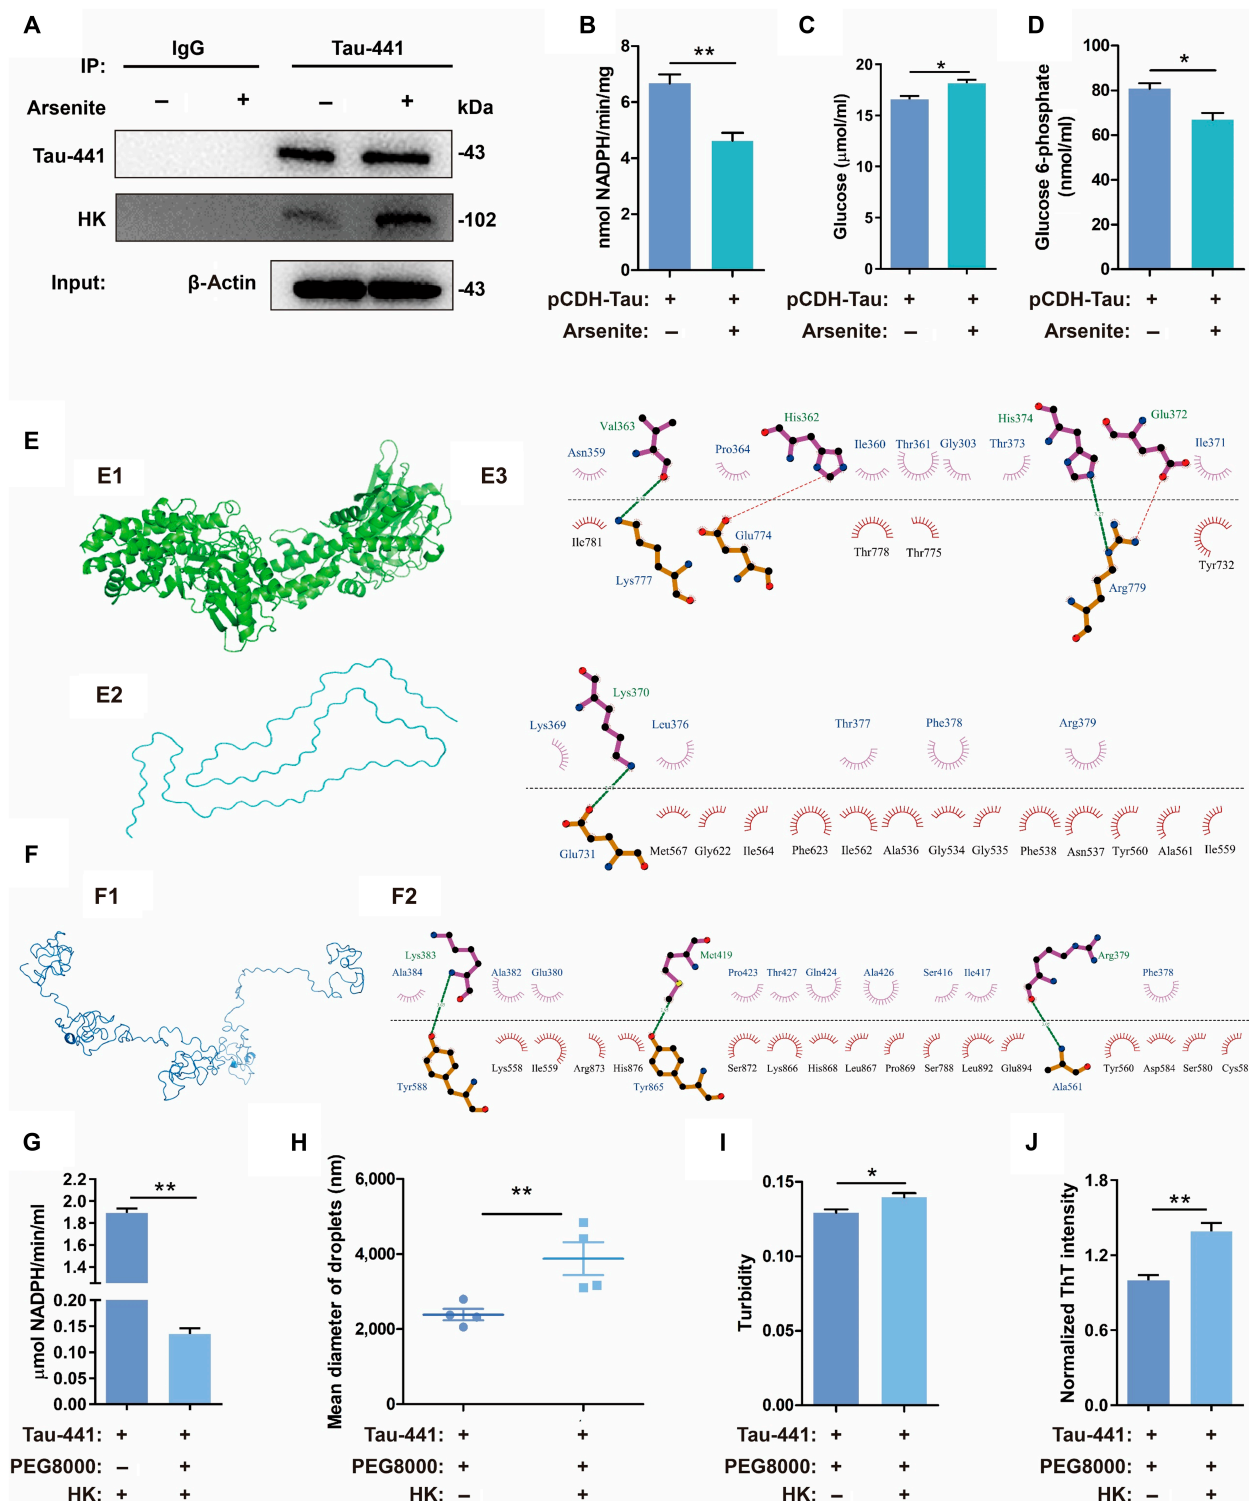 A
IgG
Tau-441
IP:
Arsenite – + – + kDa
Tau-441 -43
HK -102
Input: β-Actin -43
B
nmol NADPH/min/mg
8
6
4
2
0
**
pCDH-Tau: + +
Arsenite: – +
C
Glucose (μmol/ml)
20
15
10
5
0
*
pCDH-Tau: + +
Arsenite: – +
D
Glucose 6-phosphate
(nmol/ml)
100
80
60
40
20
0
*
pCDH-Tau: + +
Arsenite: – +
E
E1
E2
E3
Asn359 Val363 Pro364 His362 Ile360 Thr361 Gly303 Thr373 His374 Glu372 Ile371
Ile781 Lys777 Glu774 Thr778 Thr775 Arg779 Tyr732
Lys369 Lys370 Leu376 Thr377 Phe378 Arg379
Glu731 Met567 Gly622 Ile564 Phe623 Ile562 Ala536 Gly534 Gly535 Phe538 Asn537 Tyr560 Ala561 Ile559
F
F1
F2
Ala384 Lys383 Ala382 Glu380 Met419 Pro423 Thr427 Gln424 Ala426 Ser416 Ile417 Arg379 Phe378
Tyr588 Lys558 Ile559 Arg873 His876 Tyr865 Ser872 Lys866 His868 Leu867 Pro869 Ser788 Leu892 Glu894 Ala561 Tyr560 Asp584 Ser580 Cys58
G
μmol NADPH/min/ml
2.2
2.0
1.8
1.6
1.4
0.20
0.15
0.10
0.05
0.00
**
Tau-441: + +
PEG8000: – +
HK: + +
H
Mean diameter of droplets (nm)
6,000
4,000
2,000
0
**
Tau-441: + +
PEG8000: + +
HK: – +
I
Turbidity
0.15
0.10
0.05
0.00
*
Tau-441: + +
PEG8000: + +
HK: – +
J
Normalized ThT intensity
1.8
1.2
0.6
0.0
**
Tau-441: + +
PEG8000: + +
HK: – +